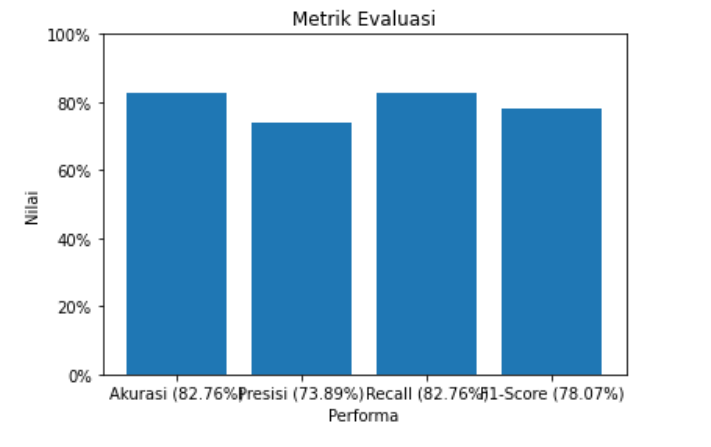 Metrik Evaluasi
100%
80%
60%
40%
20%
0%
Nilai
Akurasi (82.76%)
Presisi (73.89%)
Recall (82.76%)
F1-Score (78.07%)
Performa